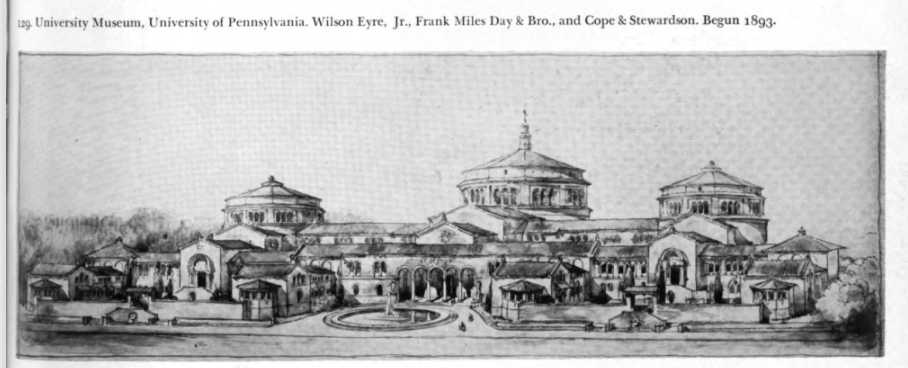 129. University Museum, University of Pennsylvania. Wilson Eyre, Jr., Frank Miles Day & Bro., and Cope & Stewardson. Begun 1893.